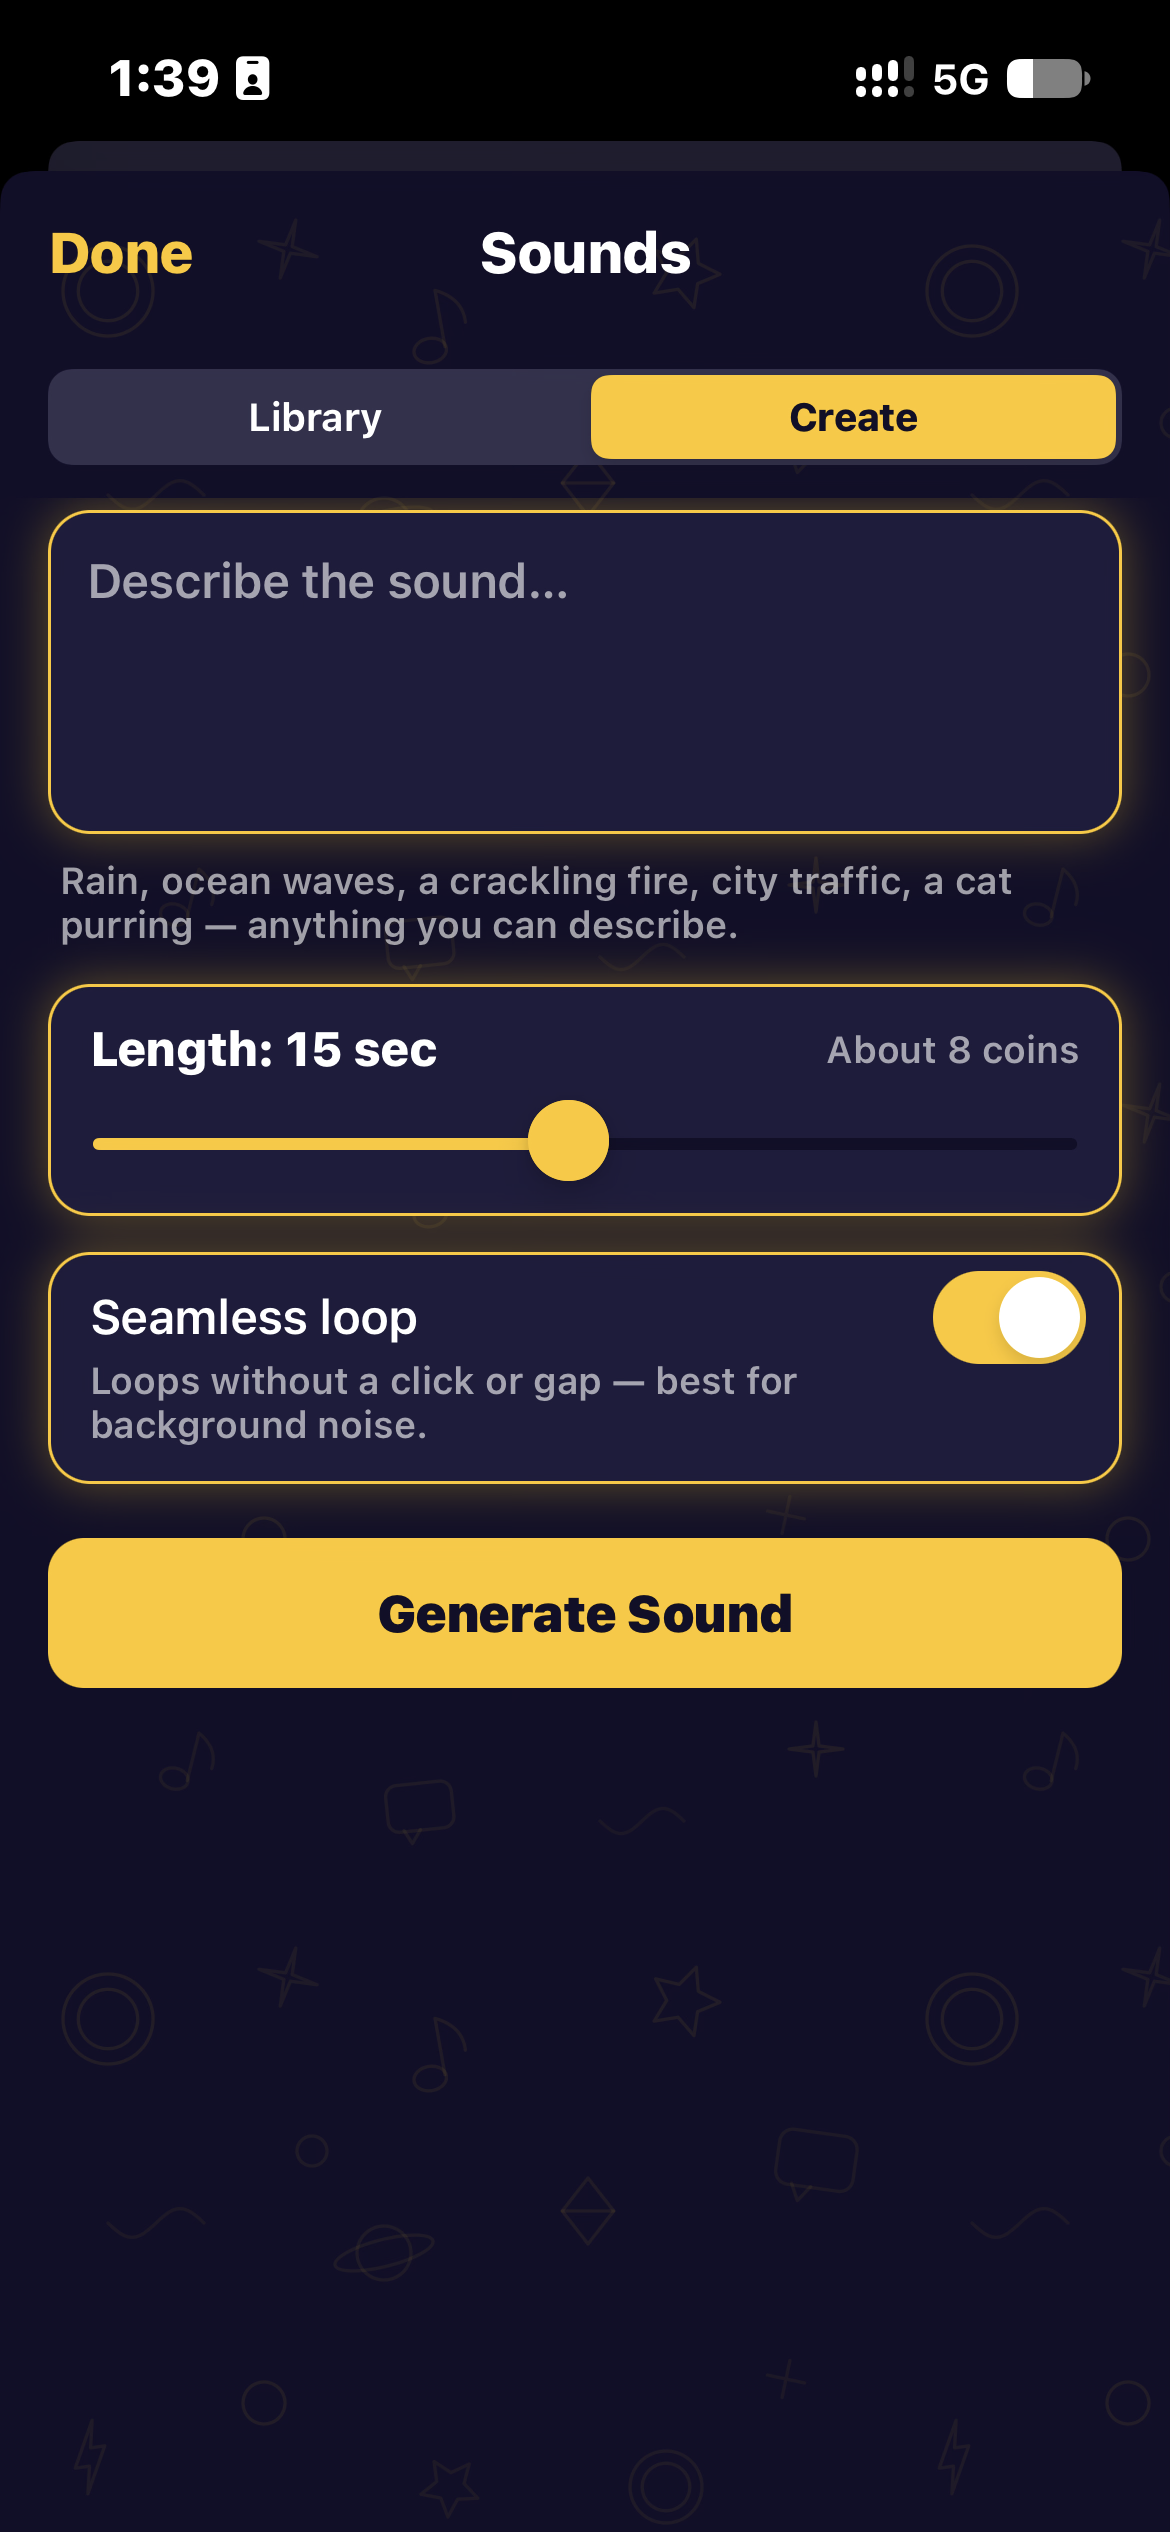 1:39
5G
Done
Sounds
Library
Create
Describe the sound...
Rain, ocean waves, a crackling fire, city traffic, a cat
purring — anything you can describe.
Length: 15 sec
About 8 coins
Seamless loop
Loops without a click or gap — best for
background noise.
Generate Sound